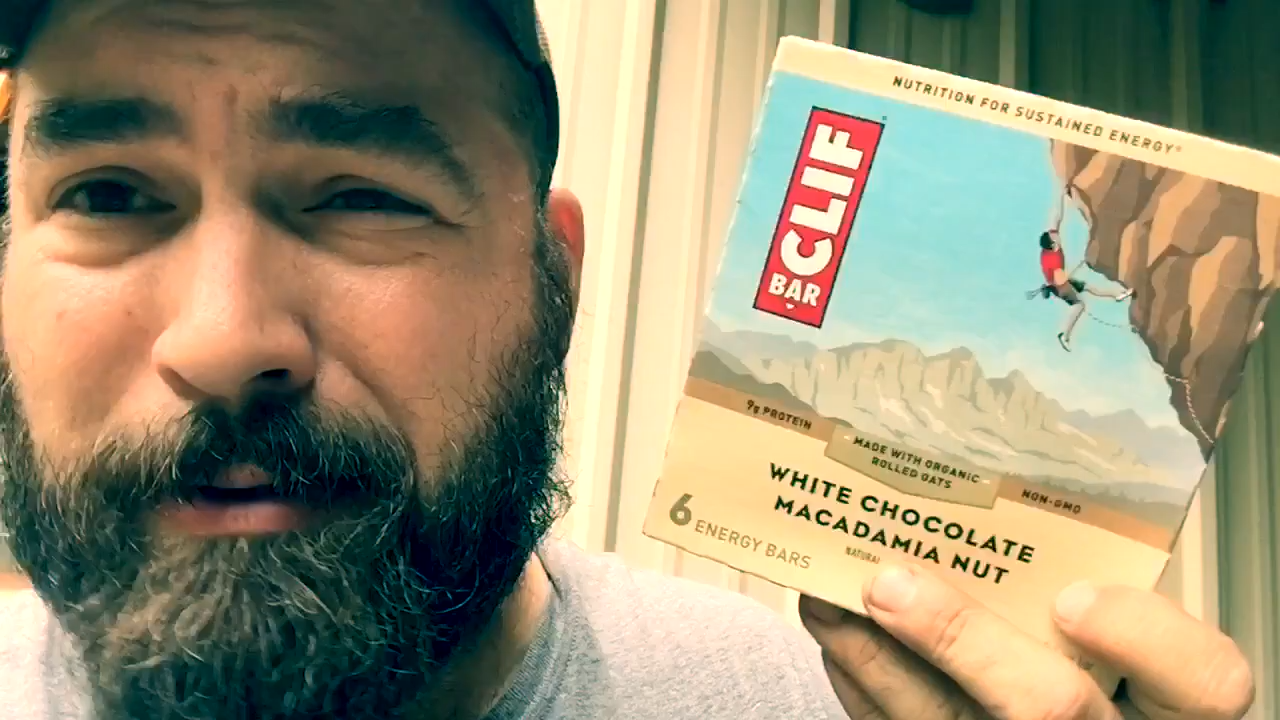 NUTRITION FOR SUSTAINED ENERGY®
CLIF®
BAR
9g PROTEIN
MADE WITH ORGANIC
ROLLED OATS
NON-GMO
WHITE CHOCOLATE
MACADAMIA NUT
NATURAL
6 ENERGY BARS